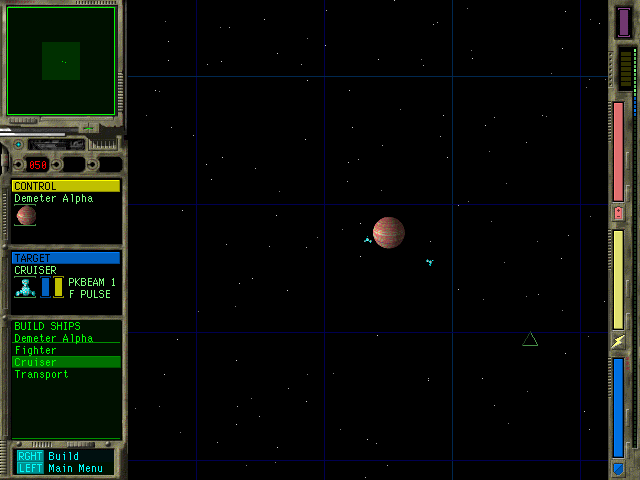 050
CONTROL
Demeter Alpha
TARGET
CRUISER
PKBEAM 1
F PULSE
BUILD SHIPS
Demeter Alpha
Fighter
Cruiser
Transport
RGHT Build
LEFT Main Menu